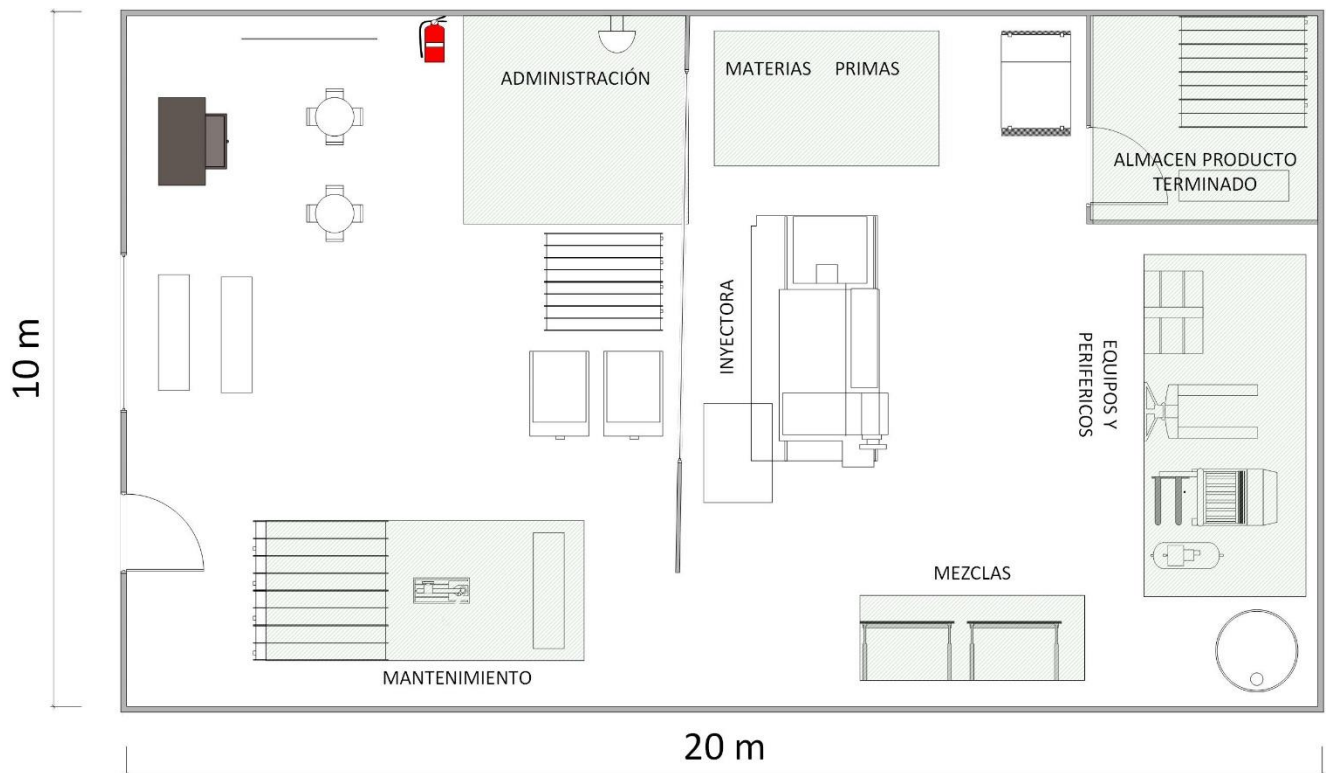 ADMINISTRACIÓN
MATERIAS PRIMAS
ALMACEN PRODUCTO
TERMINADO
10 m
INYECTORA
EQUIPOS Y
PERIFERICOS
MEZCLAS
MANTENIMIENTO
20 m